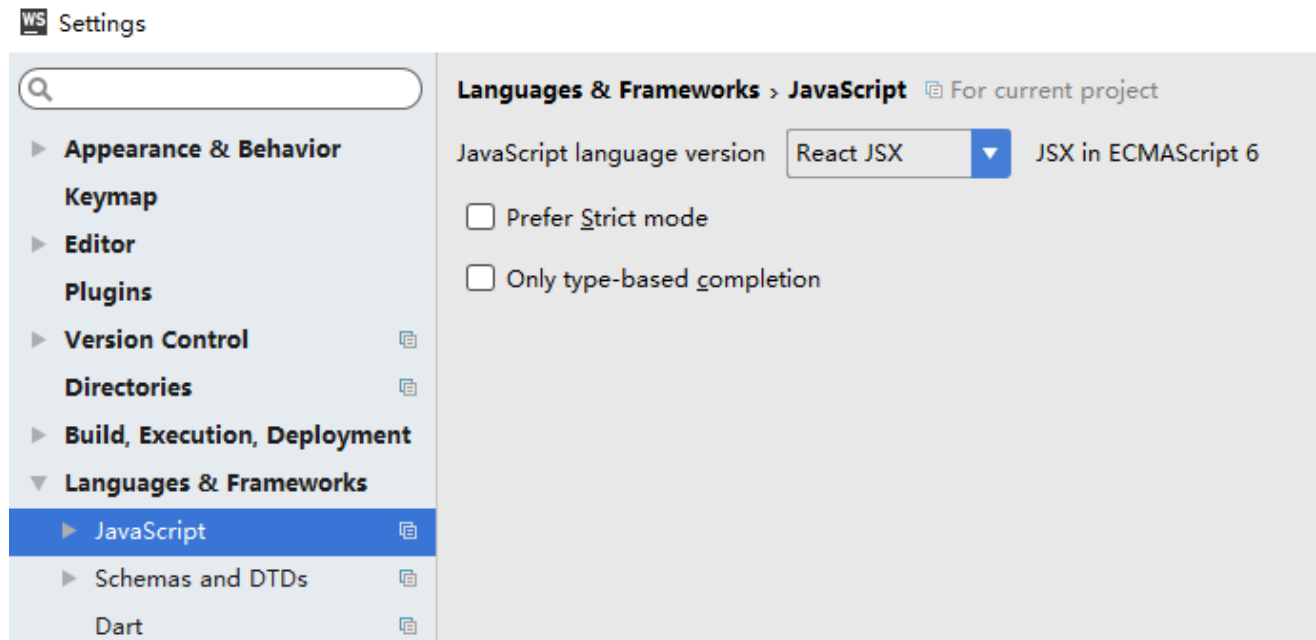 WS Settings
Languages & Frameworks › JavaScript For current project
Appearance & Behavior
Keymap
Editor
Plugins
Version Control
Directories
Build, Execution, Deployment
Languages & Frameworks
JavaScript
Schemas and DTDs
Dart
JavaScript language version React JSX JSX in ECMAScript 6
Prefer Strict mode
Only type-based completion